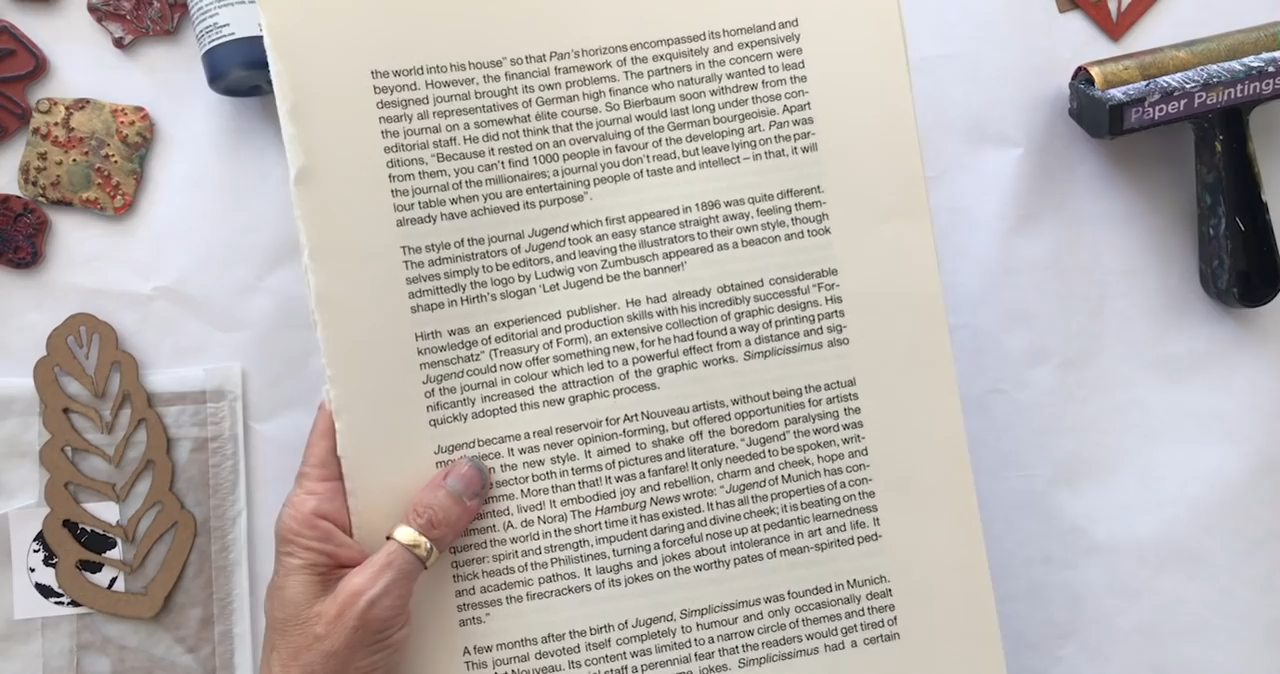 the world into his house” so that Pan’s horizons encompassed its homeland and
beyond. However, the financial framework of the exquisitely and expensively
designed journal brought its own problems. The partners in the concern were
nearly all representatives of German high finance who naturally wanted to lead
the journal on a somewhat élite course. So Bierbaum soon withdrew from the
editorial staff. He did not think that the journal would last long under those con-
ditions, “Because it rested on an overvaluing of the German bourgeoisie. Apart
from them, you can’t find 1000 people in favour of the developing art. Pan was
the journal of the millionaires; a journal you don’t read, but leave lying on the par-
lour table when you are entertaining people of taste and intellect – in that, it will
already have achieved its purpose”.
The style of the journal Jugend which first appeared in 1896 was quite different.
The administrators of Jugend took an easy stance straight away, feeling them-
selves simply to be editors, and leaving the illustrators to their own style, though
admittedly the logo by Ludwig von Zumbusch appeared as a beacon and took
shape in Hirth’s slogan ‘Let Jugend be the banner!’
Hirth was an experienced publisher. He had already obtained considerable
knowledge of editorial and production skills with his incredibly successful “For-
menschatz” (Treasury of Form), an extensive collection of graphic designs. His
Jugend could now offer something new, for he had found a way of printing parts
of the journal in colour which led to a powerful effect from a distance and sig-
nificantly increased the attraction of the graphic works. Simplicissimus also
quickly adopted this new graphic process.
Jugend became a real reservoir for Art Nouveau artists, without being the actual
piece. It was never opinion-forming, but offered opportunities for artists
in the new style. It aimed to shake off the boredom paralysing the
sector both in terms of pictures and literature. “Jugend” the word was
amme. More than that! It was a fanfare! It only needed to be spoken, writ-
ainted, lived! It embodied joy and rebellion, charm and cheek, hope and
lment. (A. de Nora) The Hamburg News wrote: “Jugend of Munich has con-
quered the world in the short time it has existed. It has all the properties of a con-
querer: spirit and strength, impudent daring and divine cheek; it is beating on the
thick heads of the Philistines, turning a forceful nose up at pedantic learnedness
and academic pathos. It laughs and jokes about intolerance in art and life. It
stresses the firecrackers of its jokes on the worthy pates of mean-spirited ped-
ants.”
A few months after the birth of Jugend, Simplicissimus was founded in Munich.
This journal devoted itself completely to humour and only occasionally dealt
Art Nouveau. Its content was limited to a narrow circle of themes and there
staff a perennial fear that the readers would get tired of
jokes. Simplicissimus had a certain
Paper Paintings